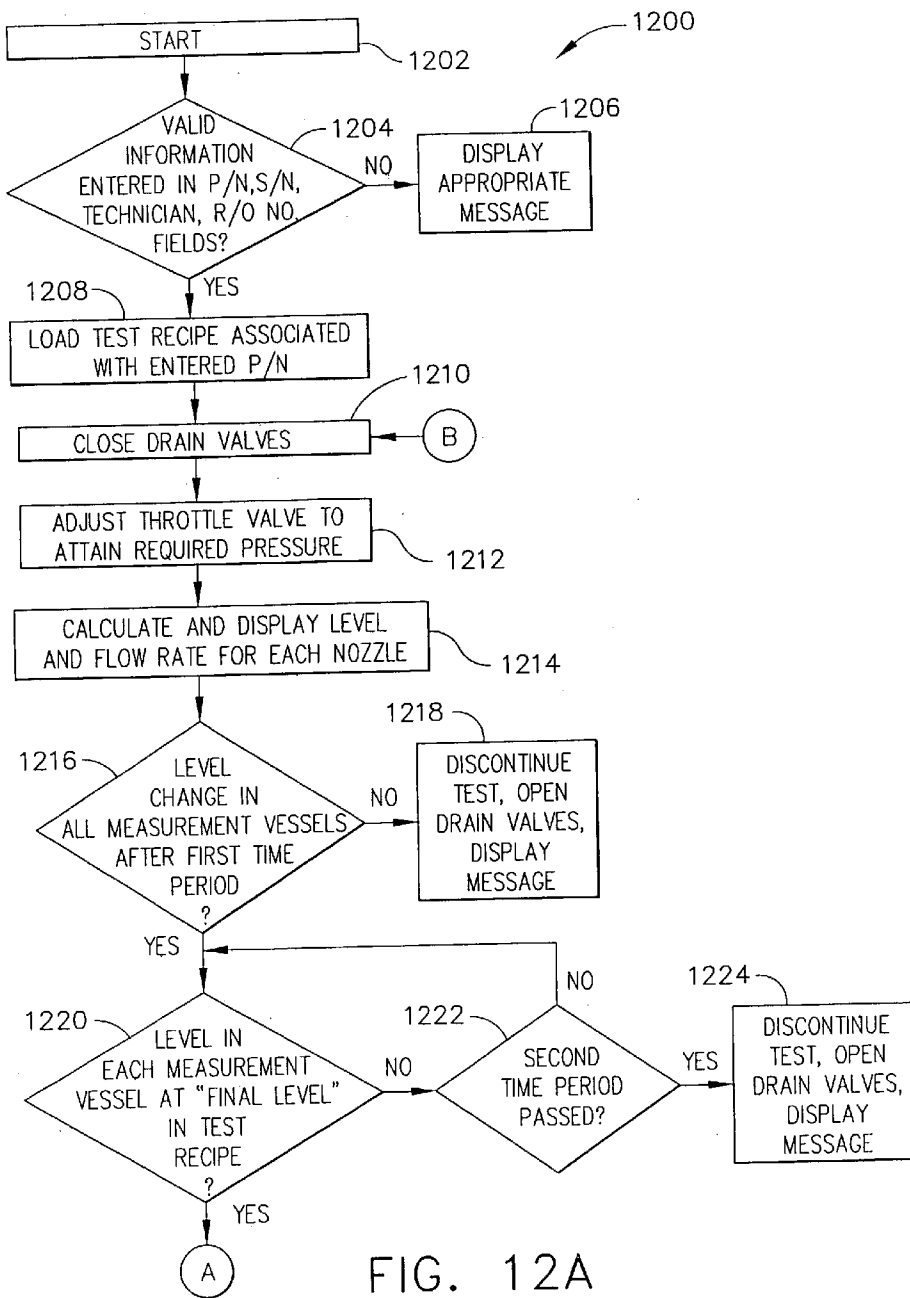 1200
START
1202
1204
VALID
INFORMATION
ENTERED IN P/N,S/N,
TECHNICIAN, R/O NO.
FIELDS?
NO
1206
DISPLAY
APPROPRIATE
MESSAGE
YES
1208
LOAD TEST RECIPE ASSOCIATED
WITH ENTERED P/N
1210
CLOSE DRAIN VALVES
B
ADJUST THROTTLE VALVE TO
ATTAIN REQUIRED PRESSURE
1212
CALCULATE AND DISPLAY LEVEL
AND FLOW RATE FOR EACH NOZZLE
1214
1216
LEVEL
CHANGE IN
ALL MEASUREMENT VESSELS
AFTER FIRST TIME
PERIOD
?
NO
1218
DISCONTINUE
TEST, OPEN
DRAIN VALVES,
DISPLAY
MESSAGE
YES
1220
LEVEL IN
EACH MEASUREMENT
VESSEL AT "FINAL LEVEL"
IN TEST
RECIPE
?
NO
1222
SECOND
TIME PERIOD
PASSED?
NO
YES
1224
DISCONTINUE
TEST, OPEN
DRAIN VALVES,
DISPLAY
MESSAGE
YES
A
FIG. 12A